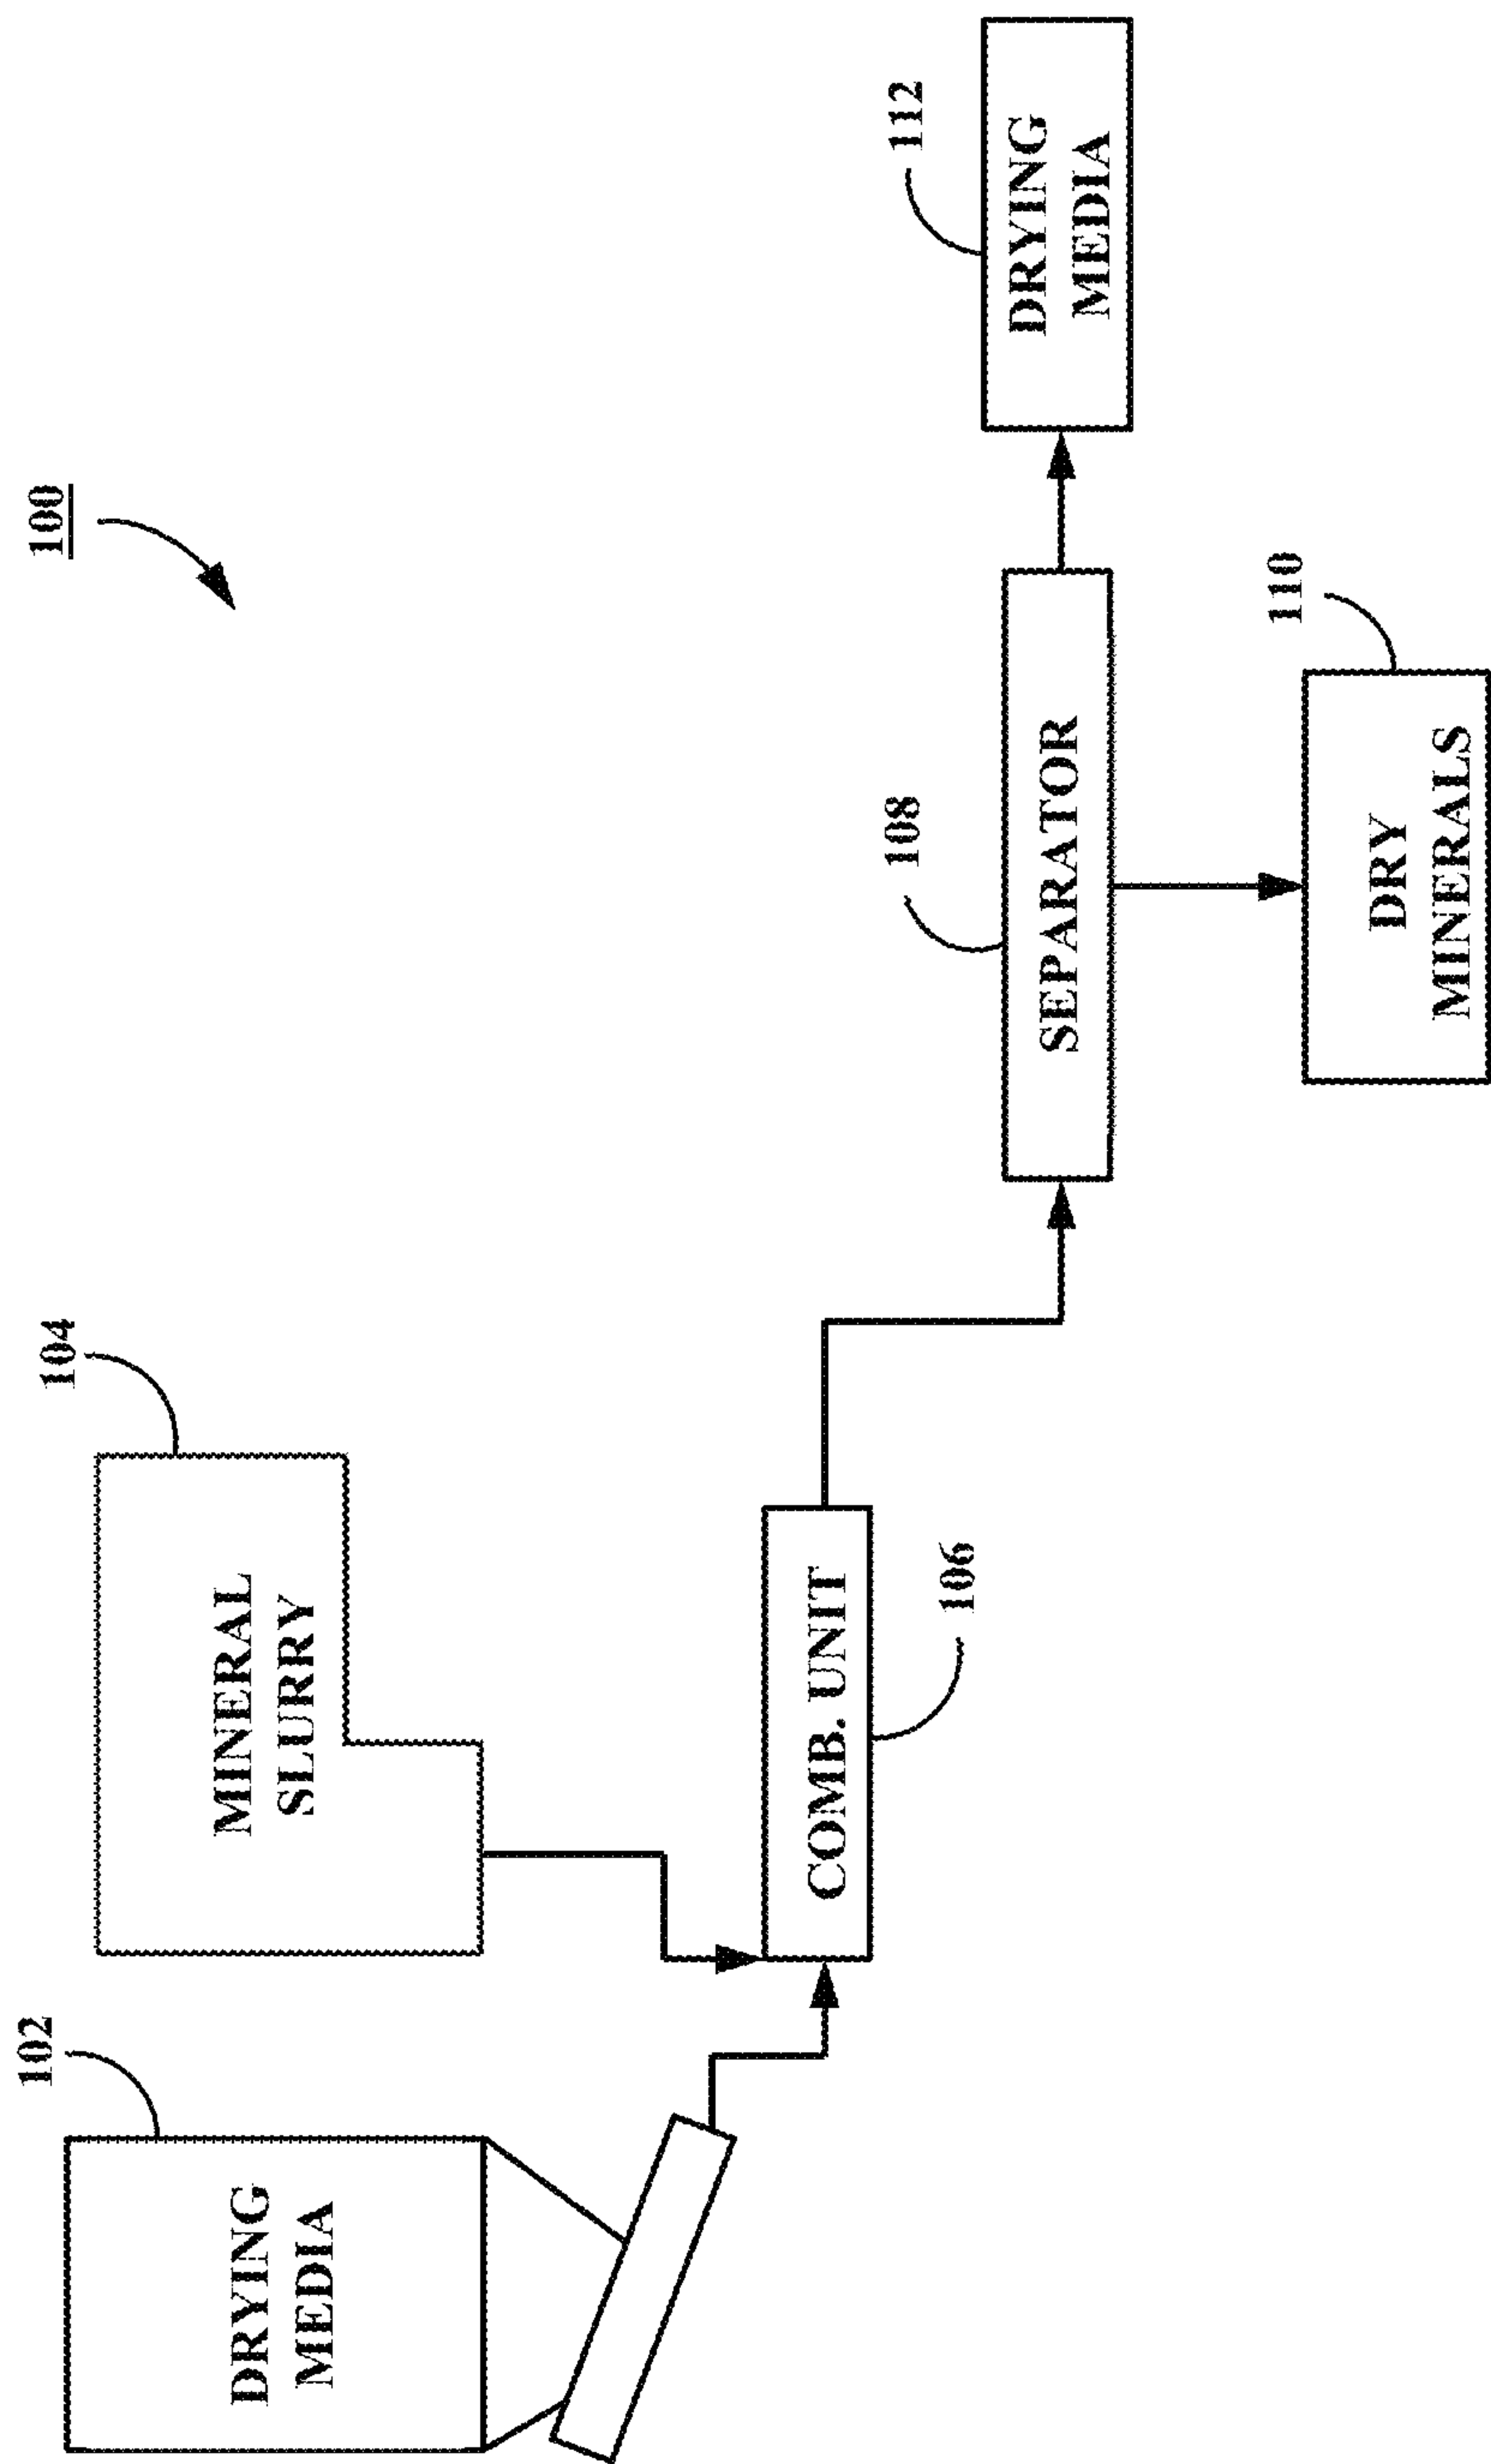 100
102
DRYING
MEDIA
104
MINERAL
SLURRY
COMB. UNIT
106
108
SEPARATOR
112
DRYING
MEDIA
110
DRY
MINERALS